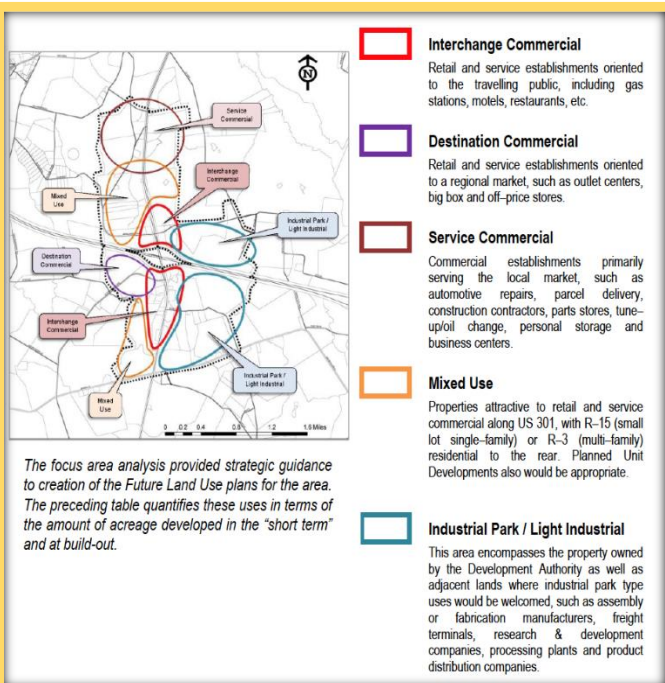 N
Service
Commercial
Interchange
Commercial
Mixed
Use
Industrial Park /
Light Industrial
Destination
Commercial
Interchange
Commercial
Industrial Park /
Light Industrial
Mixed
Use
0 0.2 0.4 0.8 1.2 1.6 Miles
The focus area analysis provided strategic guidance
to creation of the Future Land Use plans for the area.
The preceding table quantifies these uses in terms of
the amount of acreage developed in the “short term”
and at build-out.
Interchange Commercial
Retail and service establishments oriented
to the travelling public, including gas
stations, motels, restaurants, etc.
Destination Commercial
Retail and service establishments oriented
to a regional market, such as outlet centers,
big box and off–price stores.
Service Commercial
Commercial establishments primarily
serving the local market, such as
automotive repairs, parcel delivery,
construction contractors, parts stores, tune–
up/oil change, personal storage and
business centers.
Mixed Use
Properties attractive to retail and service
commercial along US 301, with R–15 (small
lot single–family) or R–3 (multi–family)
residential to the rear. Planned Unit
Developments also would be appropriate.
Industrial Park / Light Industrial
This area encompasses the property owned
by the Development Authority as well as
adjacent lands where industrial park type
uses would be welcomed, such as assembly
or fabrication manufacturers, freight
terminals, research & development
companies, processing plants and product
distribution companies.